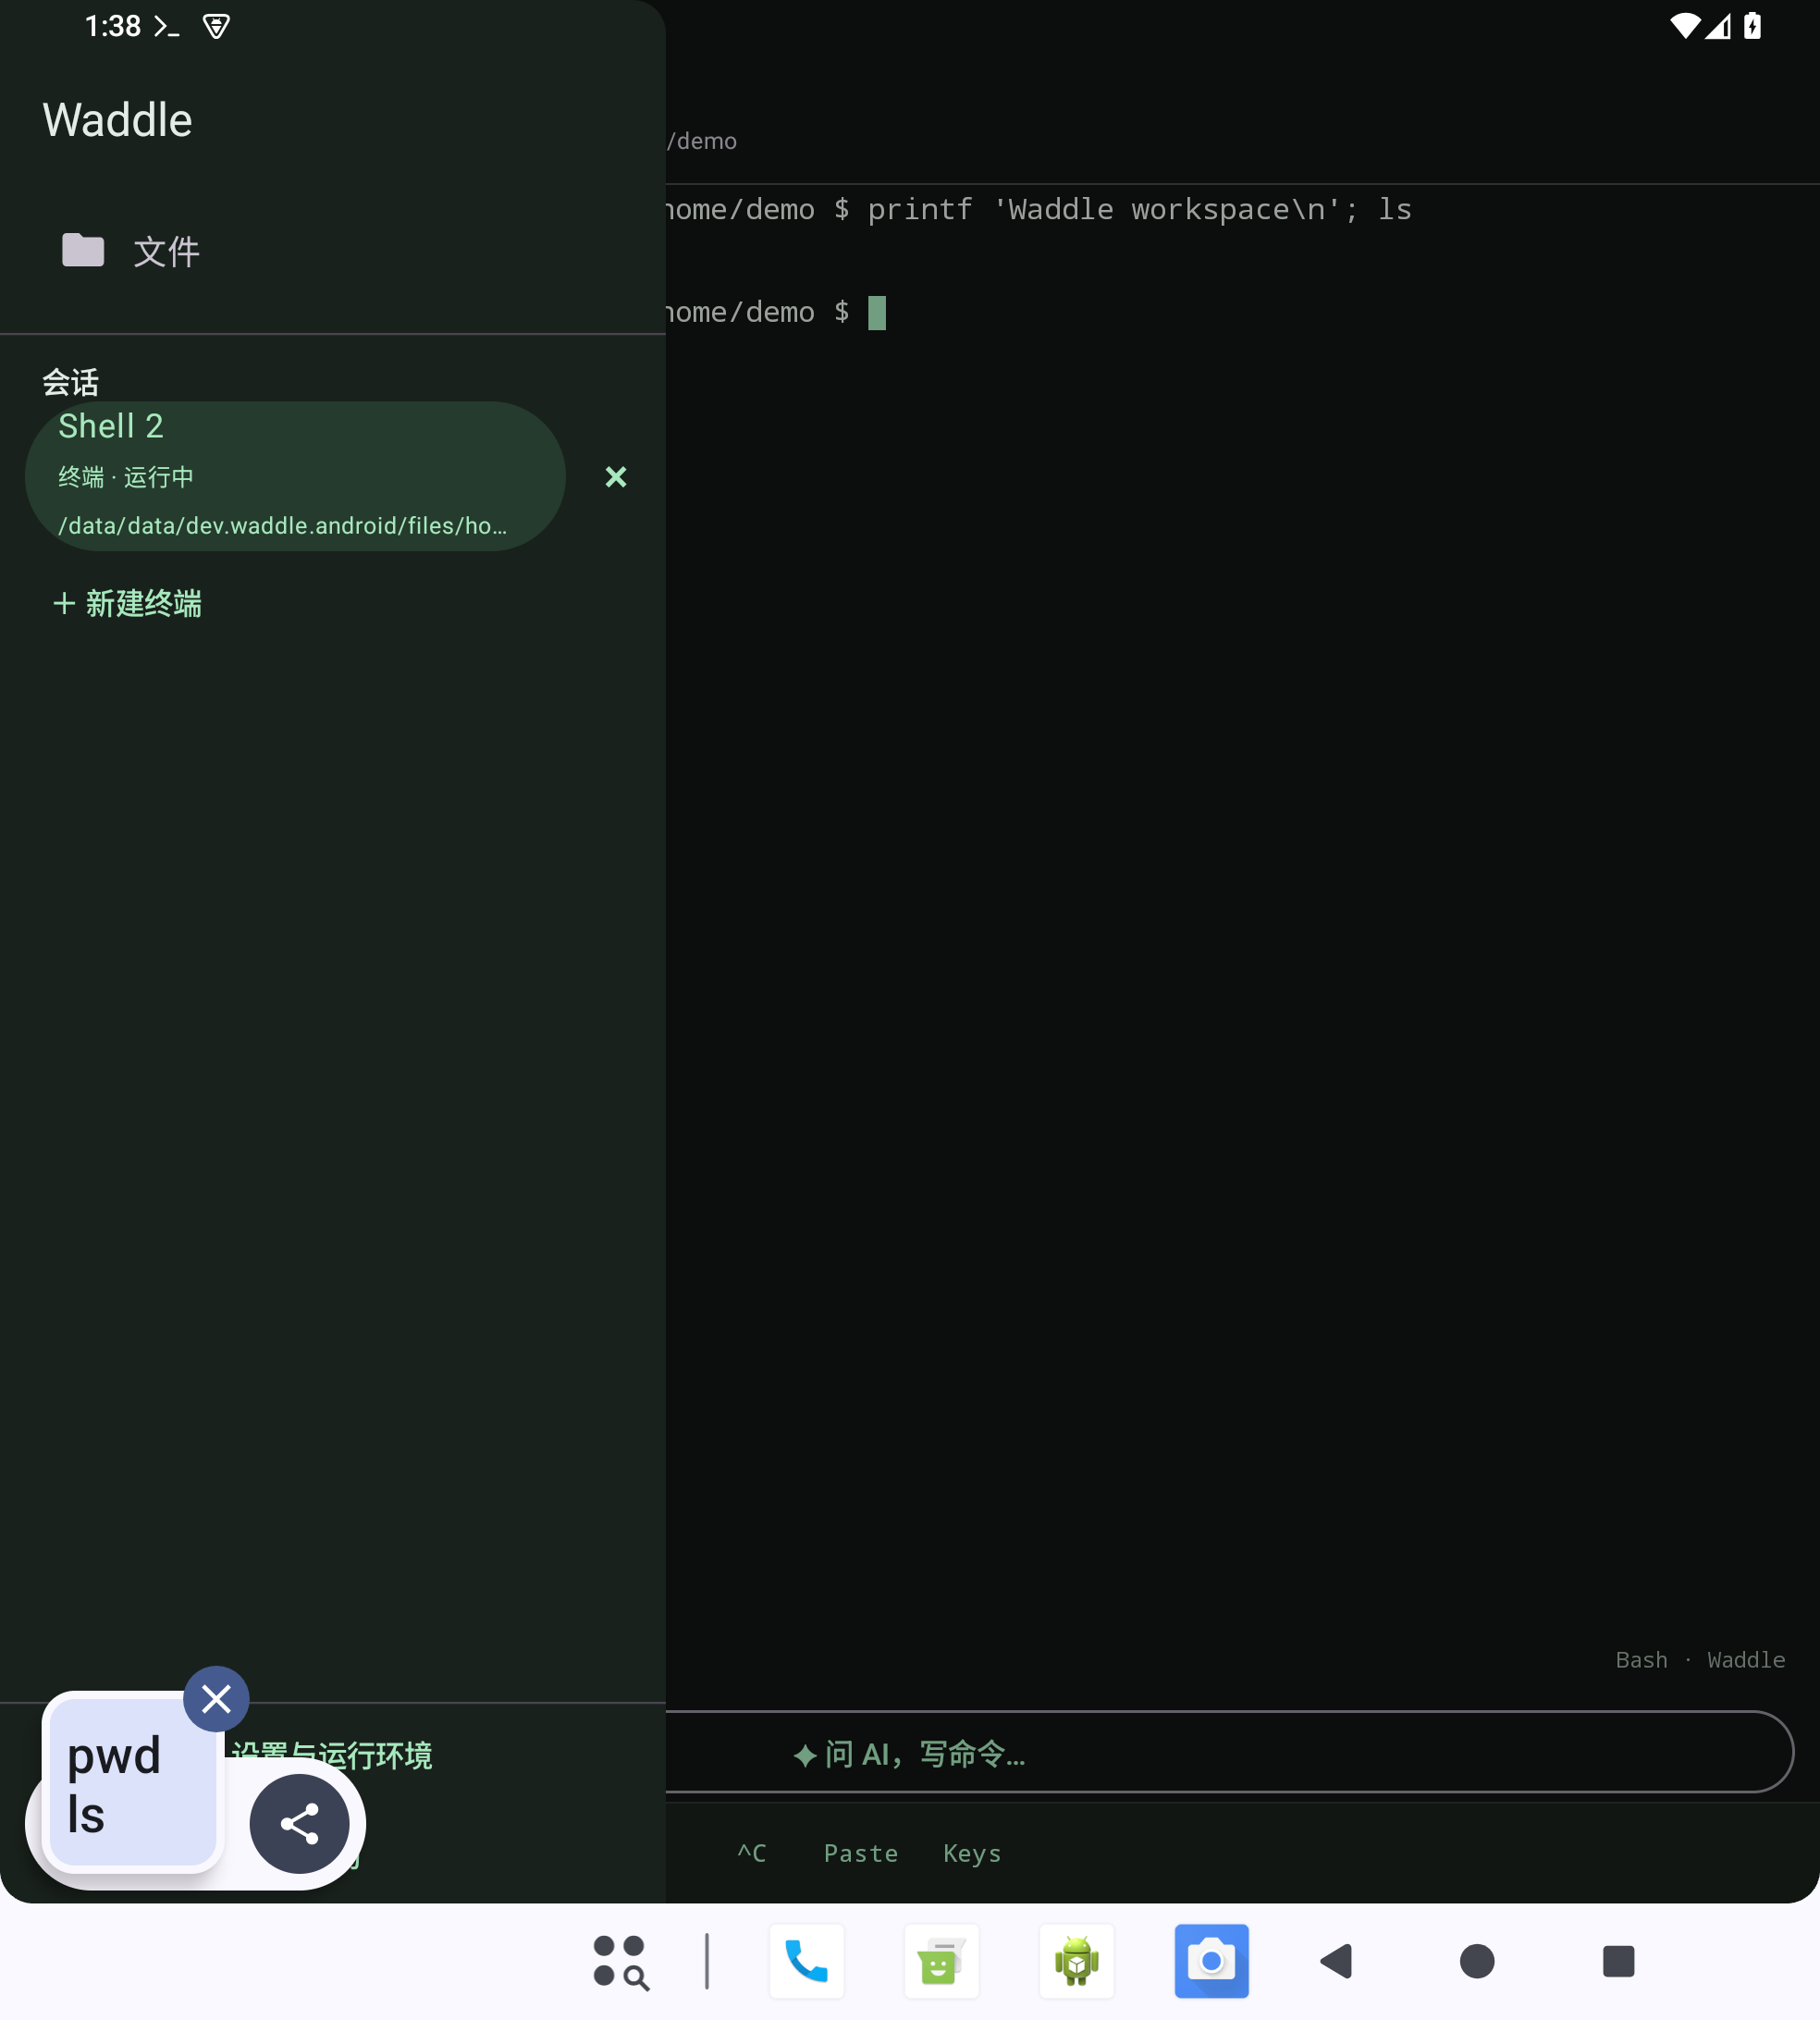 1:38
Waddle
文件
会话
Shell 2
终端 · 运行中
/data/data/dev.waddle.android/files/ho…
+ 新建终端
/demo
home/demo $ printf 'Waddle workspace\n'; ls
home/demo $
Bash · Waddle
设置与运行环境
pwd
ls
问 AI，写命令…
^C Paste Keys